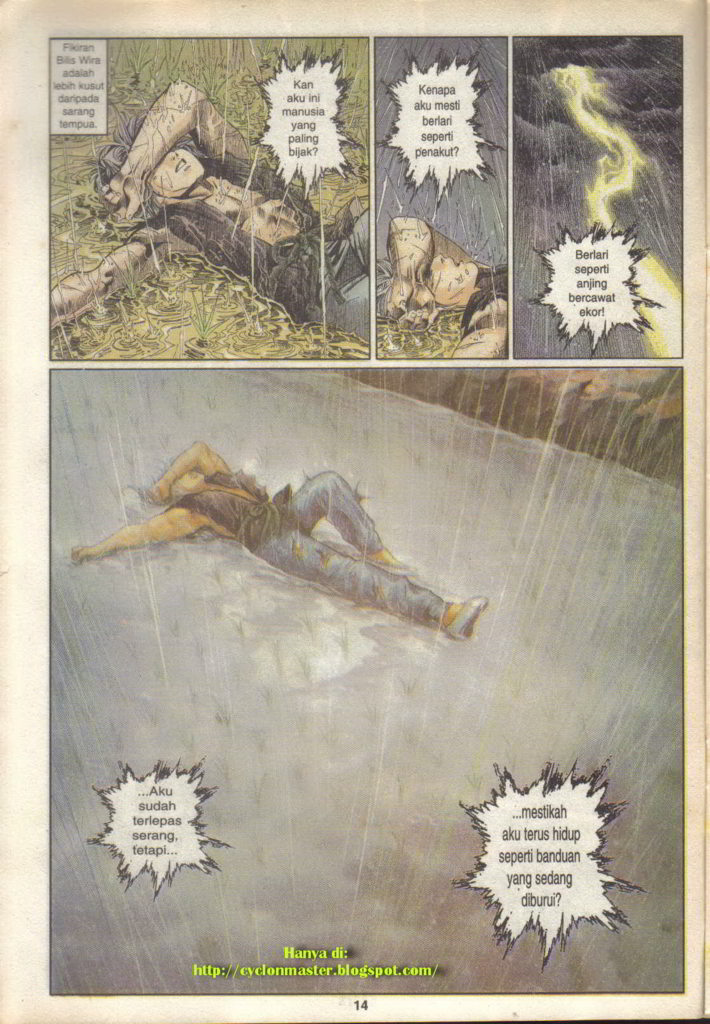 Fikiran
Bilis Wira
adalah
lebih kusut
daripada
sarang
tempua.
Kan
aku ini
manusia
yang
paling
bijak?
Kenapa
aku mesti
berlari
seperti
penakut?
Berlari
seperti
anjing
bercawat
ekor!
...Aku
sudah
terlepas
serang,
tetapi...
...mestikah
aku terus hidup
seperti banduan
yang sedang
diburui?
Hanya di:
http://cyclonmaster.blogspot.com/
14